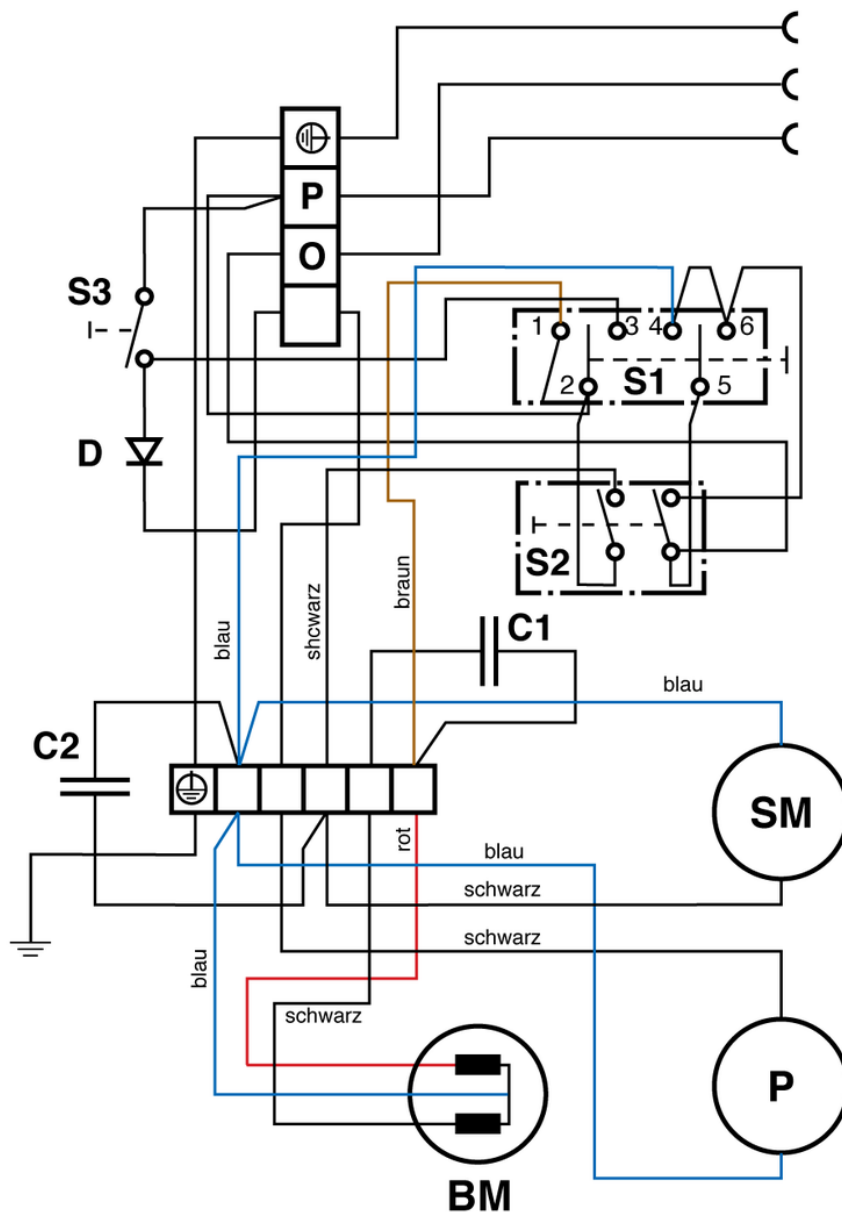 P
O
S3
1
3
4
6
2
S1
5
D
S2
braun
shcwarz
blau
C1
blau
C2
SM
rot
blau
schwarz
schwarz
blau
schwarz
P
BM